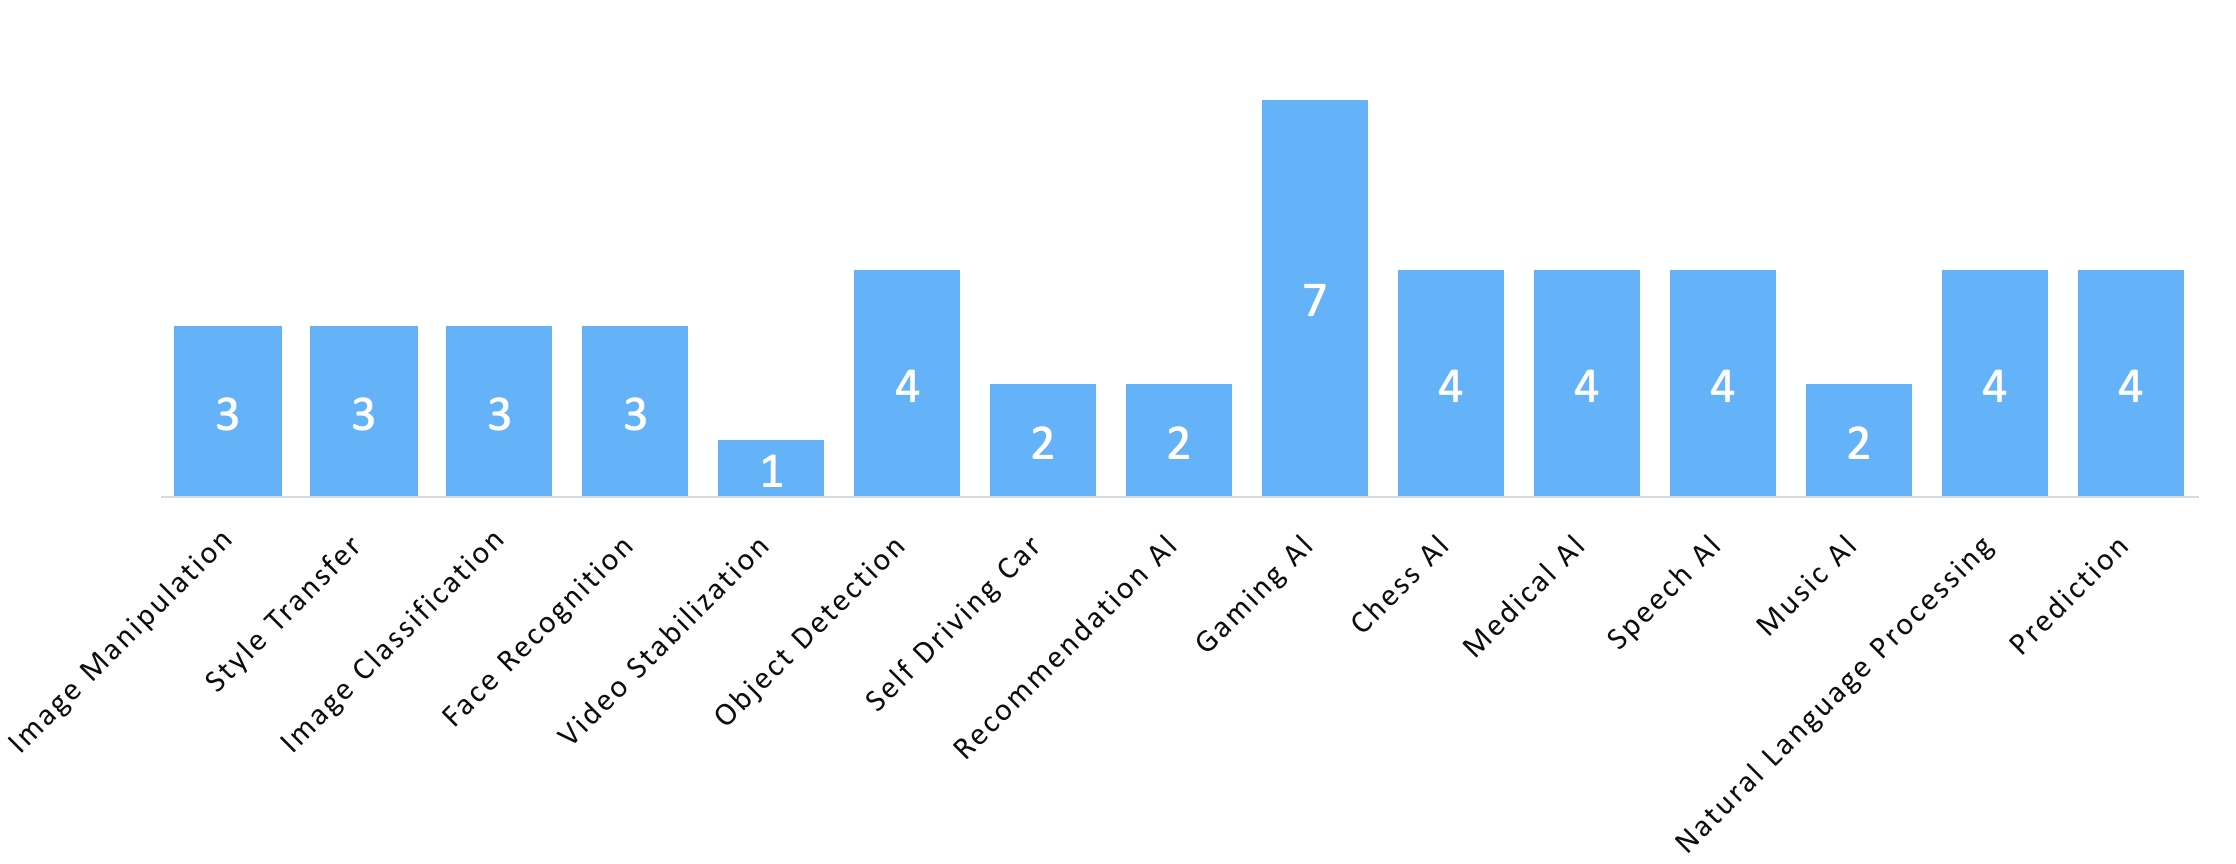 7
4
4
4
4
4
4
3
3
3
3
2
2
2
1
Image Manipulation
Style Transfer
Image Classification
Face Recognition
Video Stabilization
Object Detection
Self Driving Car
Recommendation AI
Gaming AI
Chess AI
Medical AI
Speech AI
Music AI
Natural Language Processing
Prediction